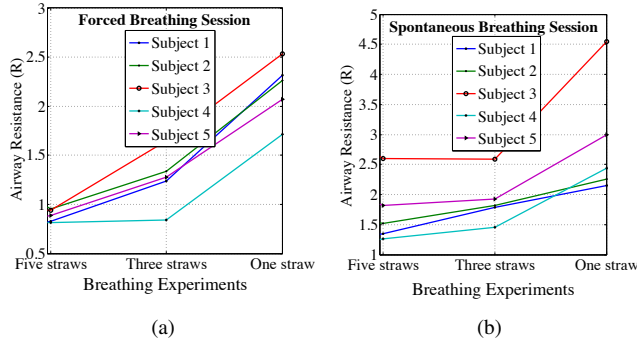 Forced Breathing Session
Airway Resistance (R)
3
2.5
2
1.5
1
0.5
Subject 1
Subject 2
Subject 3
Subject 4
Subject 5
Five straws
Three straws
One straw
Breathing Experiments
(a)
Spontaneous Breathing Session
Airway Resistance (R)
5
4.5
4
3.5
3
2.5
2
1.5
1
Subject 1
Subject 2
Subject 3
Subject 4
Subject 5
Five straws
Three straws
One straw
Breathing Experiments
(b)